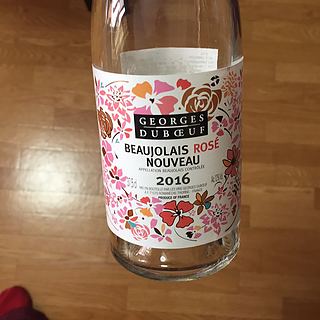 GEORGES
DUBŒUF
BEAUJOLAIS ROSÉ
NOUVEAU
APPELLATION BEAUJOLAIS CONTRÔLÉE
2016
PRODUCE OF FRANCE